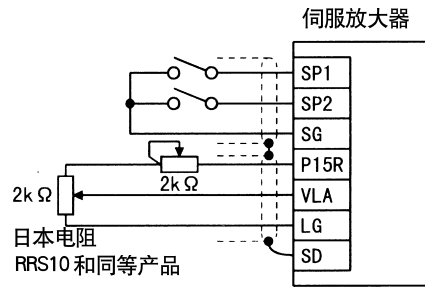 伺服放大器
SP1
SP2
SG
P15R
2kΩ
2kΩ
VLA
LG
日本电阻
RRS10和同等产品
SD